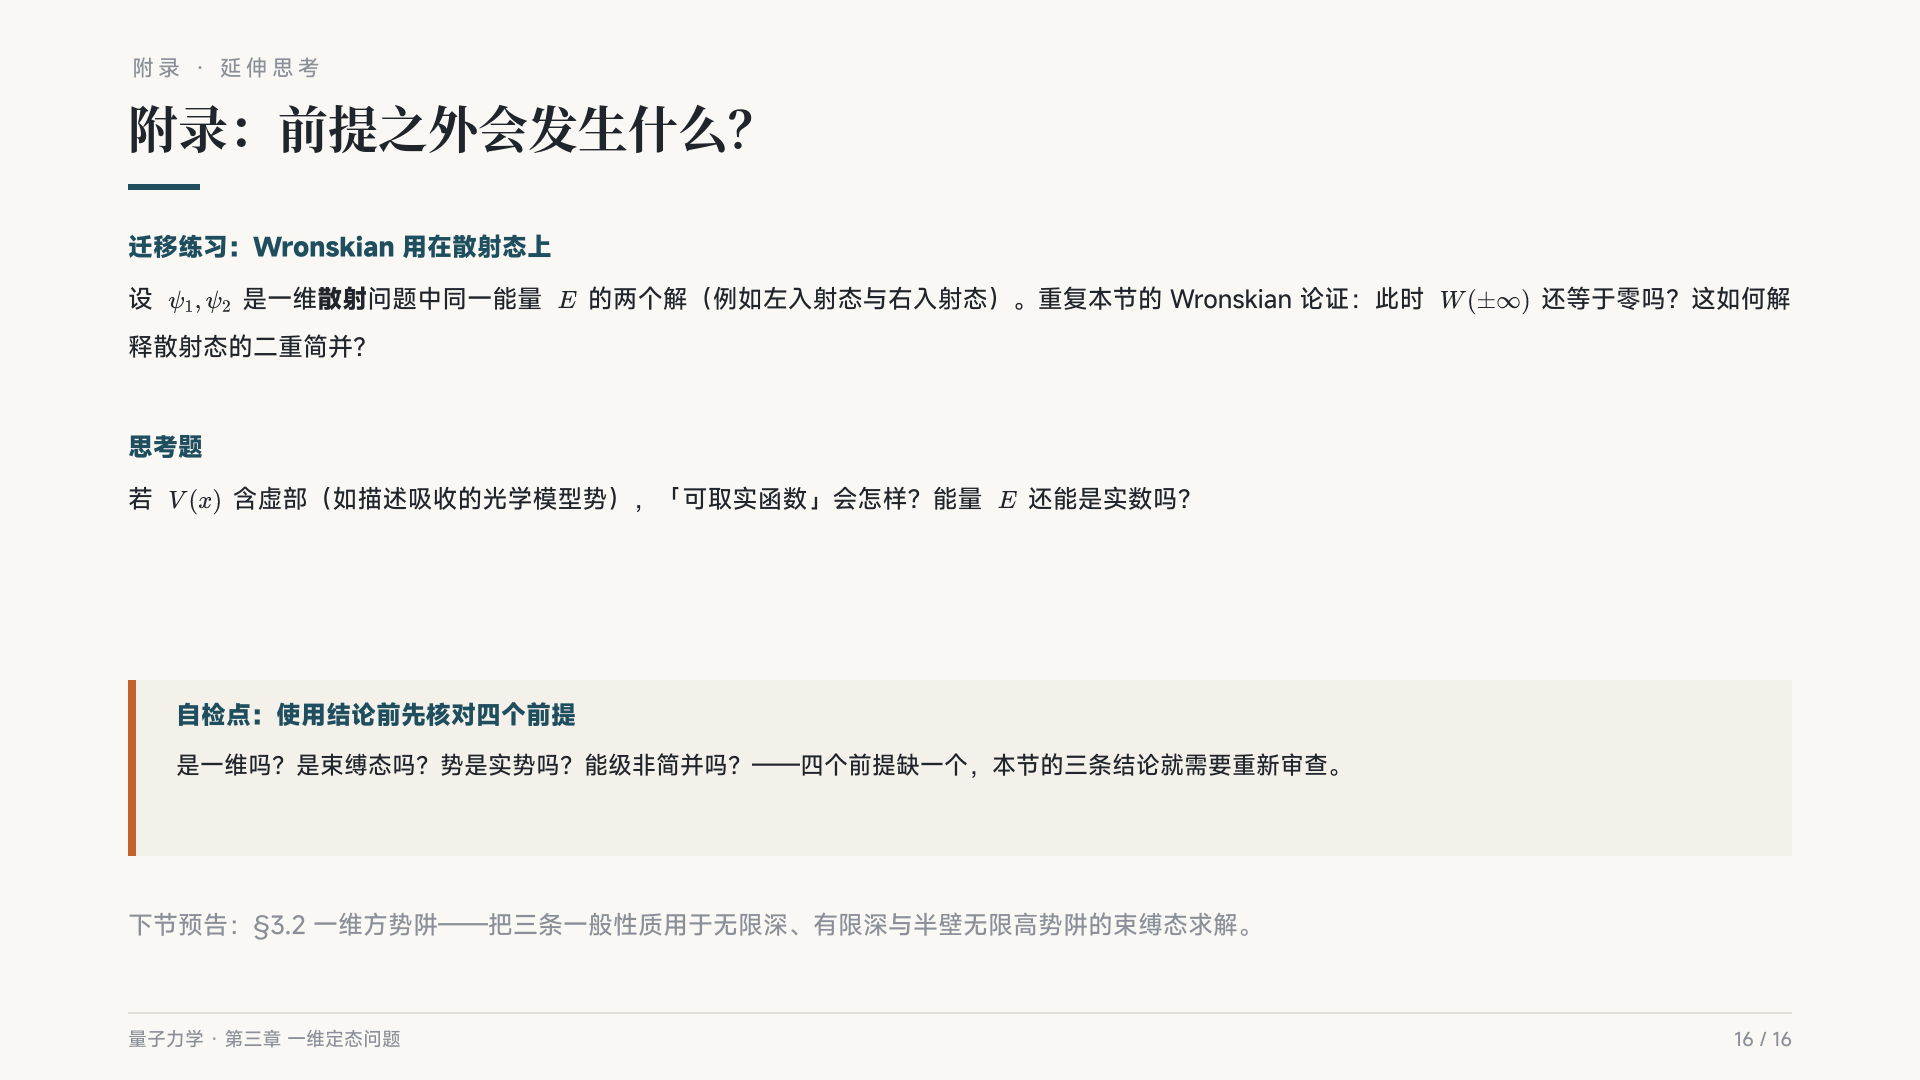 附录 · 延伸思考
附录：前提之外会发生什么？
迁移练习：Wronskian 用在散射态上
设 ψ₁, ψ₂ 是一维散射问题中同一能量 E 的两个解（例如左入射态与右入射态）。重复本节的 Wronskian 论证：此时 W(±∞) 还等于零吗？这如何解
释散射态的二重简并？
思考题
若 V(x) 含虚部（如描述吸收的光学模型势），「可取实函数」会怎样？能量 E 还能是实数吗？
自检点：使用结论前先核对四个前提
是一维吗？是束缚态吗？势是实势吗？能级非简并吗？——四个前提缺一个，本节的三条结论就需要重新审查。
下节预告：§3.2 一维方势阱——把三条一般性质用于无限深、有限深与半壁无限高势阱的束缚态求解。
量子力学 · 第三章 一维定态问题
16 / 16